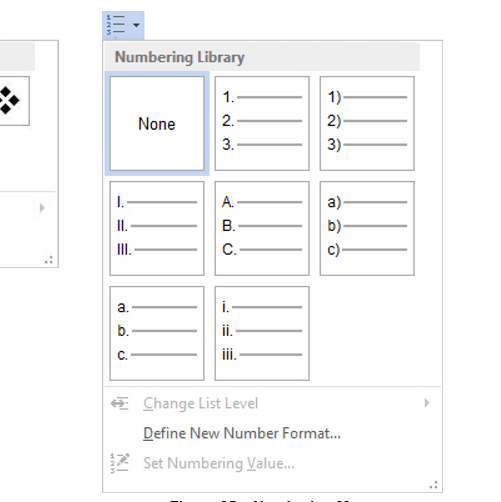 Numbering Library
None
1.
2.
3.
1)
2)
3)
I.
II.
III.
A.
B.
C.
a)
b)
c)
a.
b.
c.
i.
ii.
iii.
Change List Level
Define New Number Format...
Set Numbering Value...